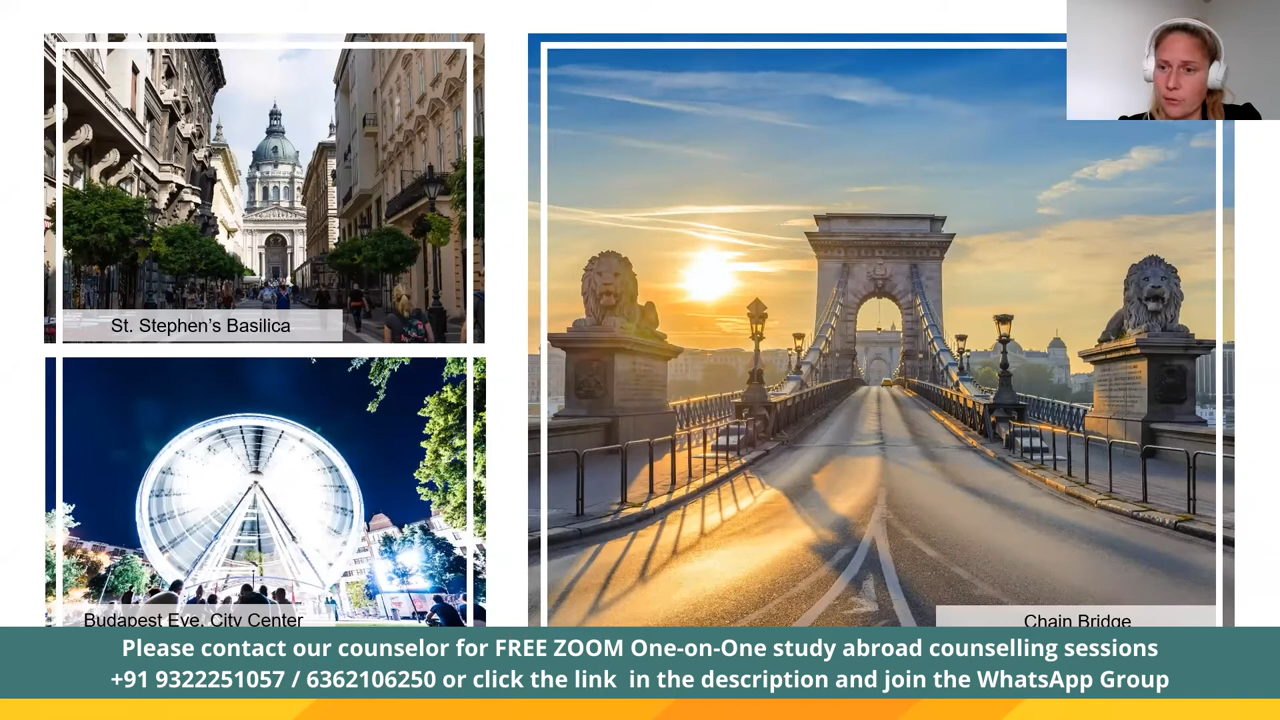 St. Stephen's Basilica
Budapest Eye, City Center
Chain Bridge
Please contact our counselor for FREE ZOOM One-on-One study abroad counselling sessions
+91 9322251057 / 6362106250 or click the link in the description and join the WhatsApp Group